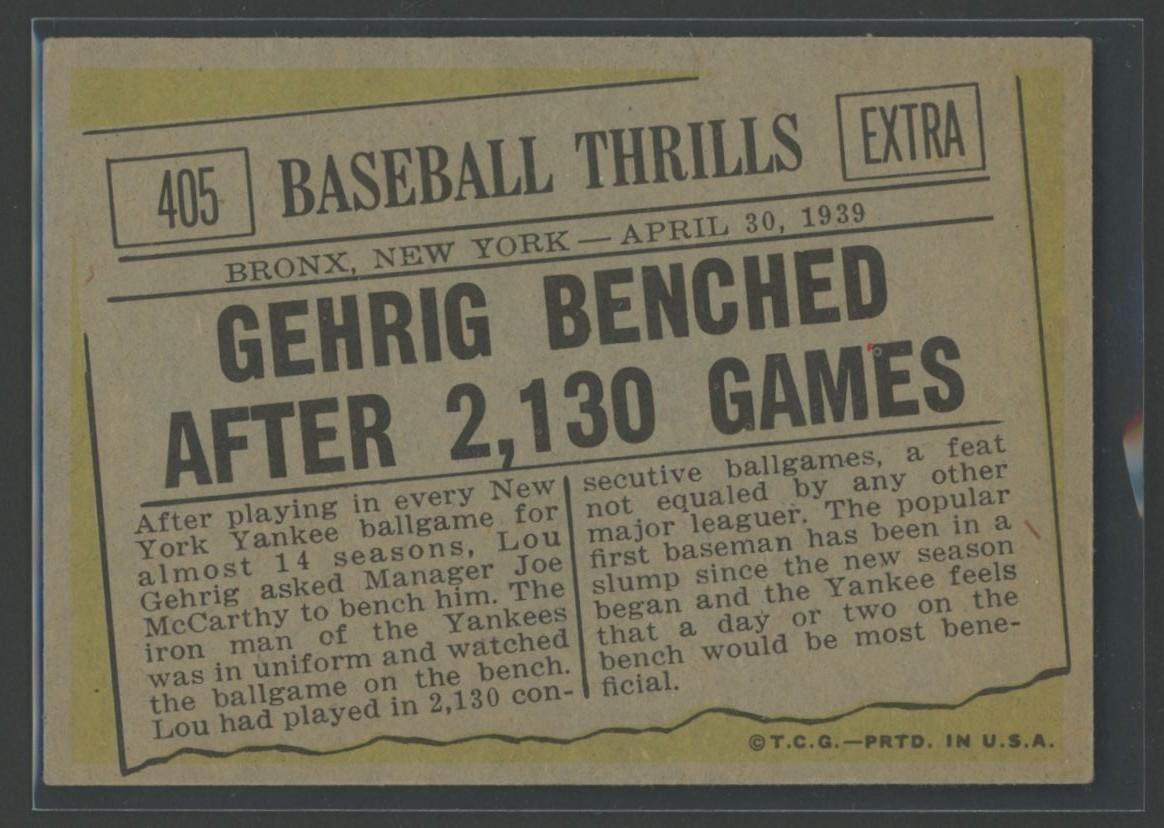 405
BASEBALL THRILLS
EXTRA
BRONX, NEW YORK — APRIL 30, 1939
GEHRIG BENCHED
AFTER 2,130 GAMES
After playing in every New
York Yankee ballgame for
almost 14 seasons, Lou
Gehrig asked Manager Joe
McCarthy to bench him. The
iron man of the Yankees
was in uniform and watched
the ballgame on the bench.
Lou had played in 2,130 con-
secutive ballgames, a feat
not equaled by any other
major leaguer. The popular
first baseman has been in a
slump since the new season
began and the Yankee feels
that a day or two on the
bench would be most bene-
ficial.
© T.C.G.—PRTD. IN U.S.A.